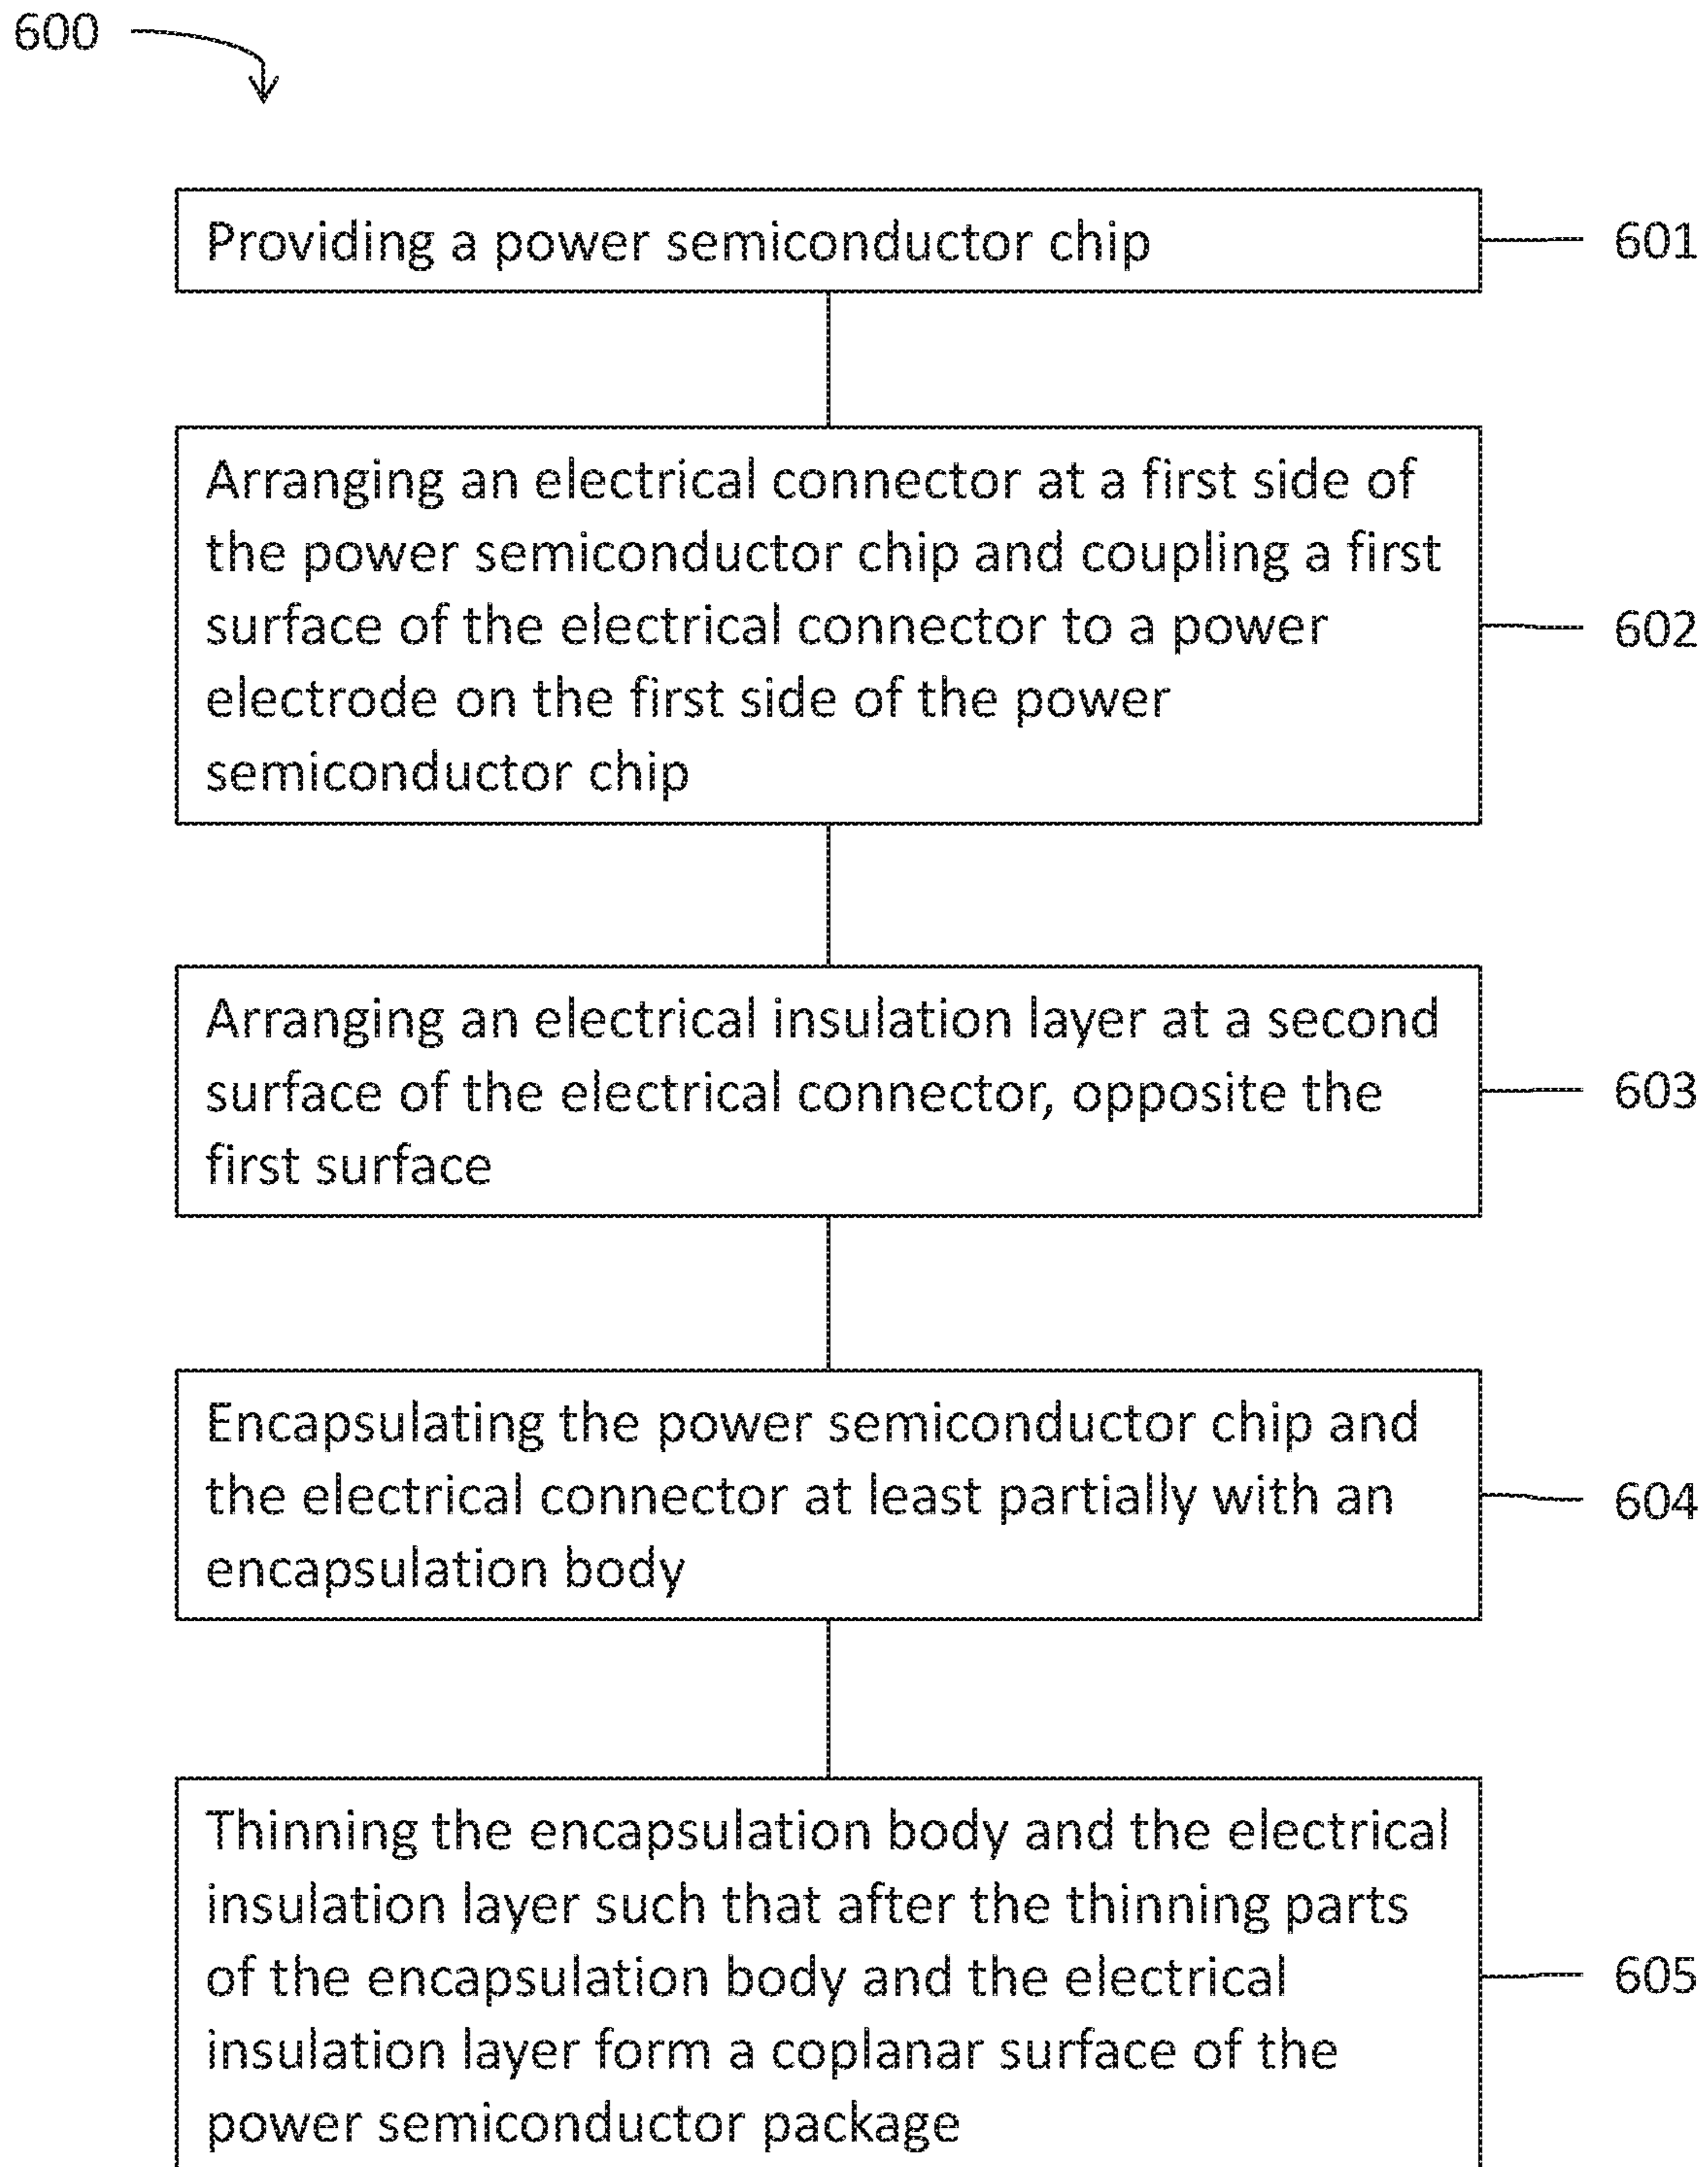 600
Providing a power semiconductor chip
601
Arranging an electrical connector at a first side of
the power semiconductor chip and coupling a first
surface of the electrical connector to a power
electrode on the first side of the power
semiconductor chip
602
Arranging an electrical insulation layer at a second
surface of the electrical connector, opposite the
first surface
603
Encapsulating the power semiconductor chip and
the electrical connector at least partially with an
encapsulation body
604
Thinning the encapsulation body and the electrical
insulation layer such that after the thinning parts
of the encapsulation body and the electrical
insulation layer form a coplanar surface of the
power semiconductor package
605